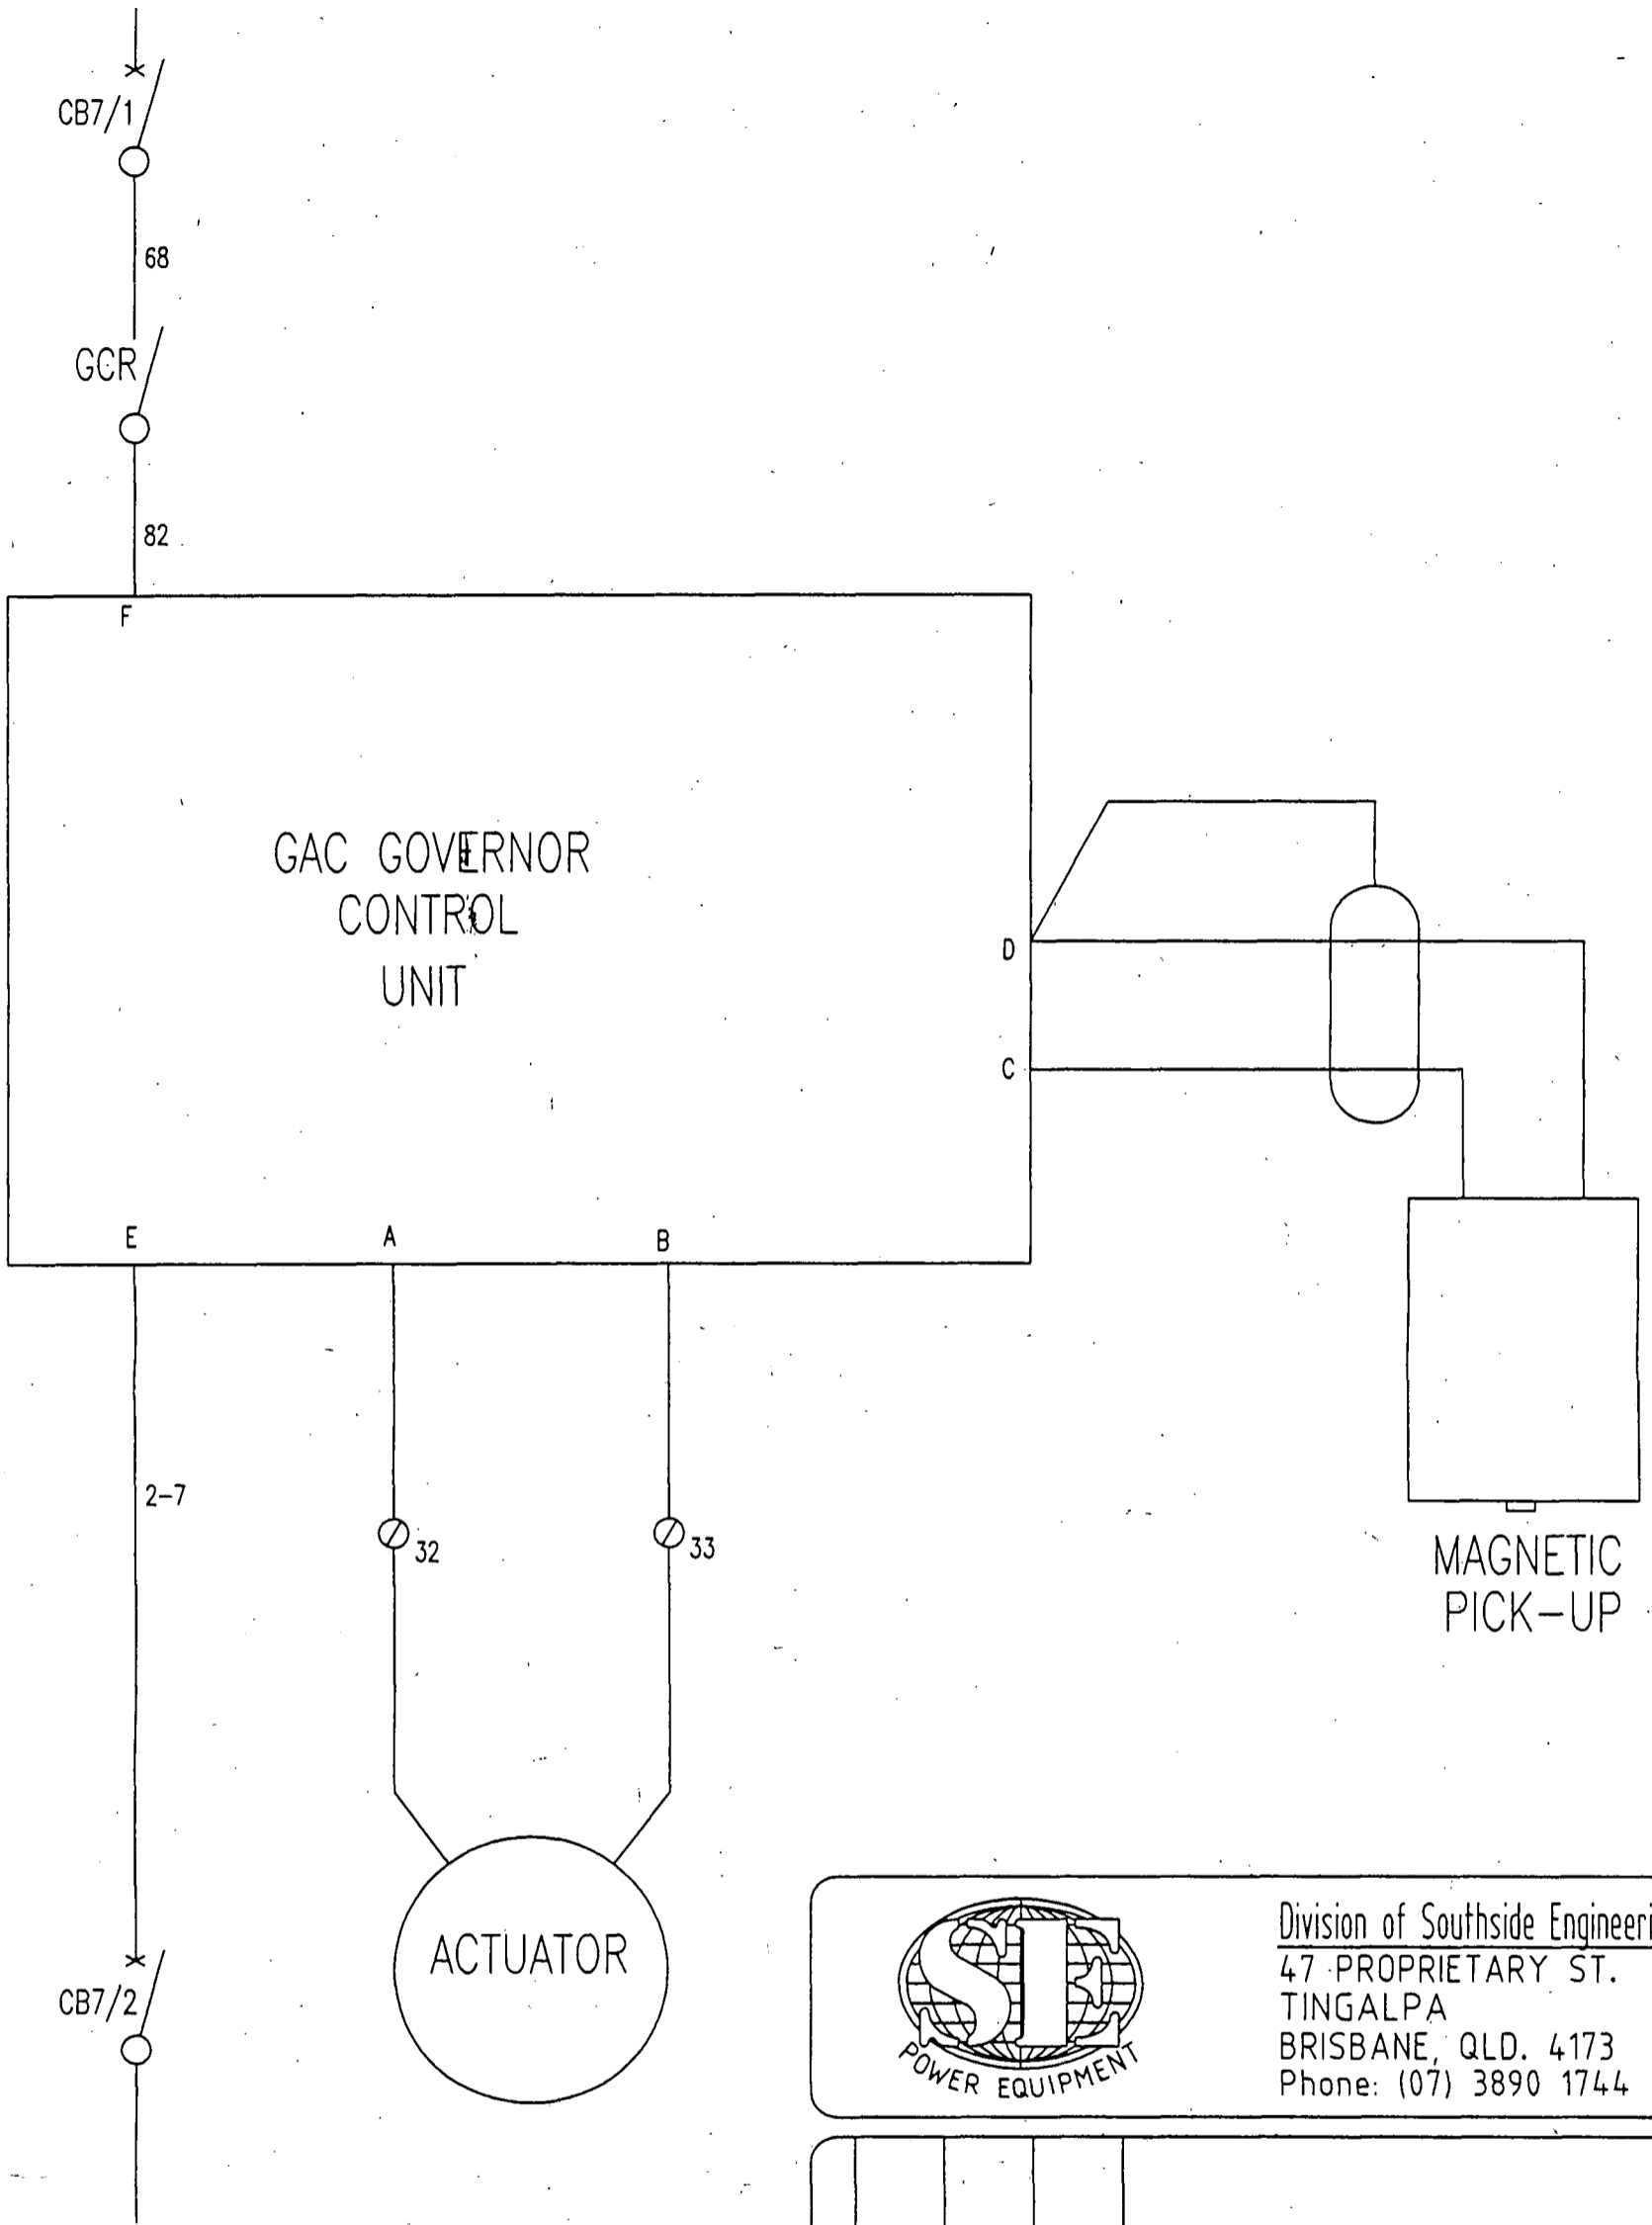 CB7/1
68
GCR
82
F
GAC GOVERNOR
CONTROL
UNIT
D
C
E
A
B
2-7
32
33
MAGNETIC
PICK-UP
ACTUATOR
CB7/2
SE
POWER EQUIPMENT
Division of Southside Engineeri
47 PROPRIETARY ST.
TINGALPA
BRISBANE, QLD. 4173
Phone: (07) 3890 1744